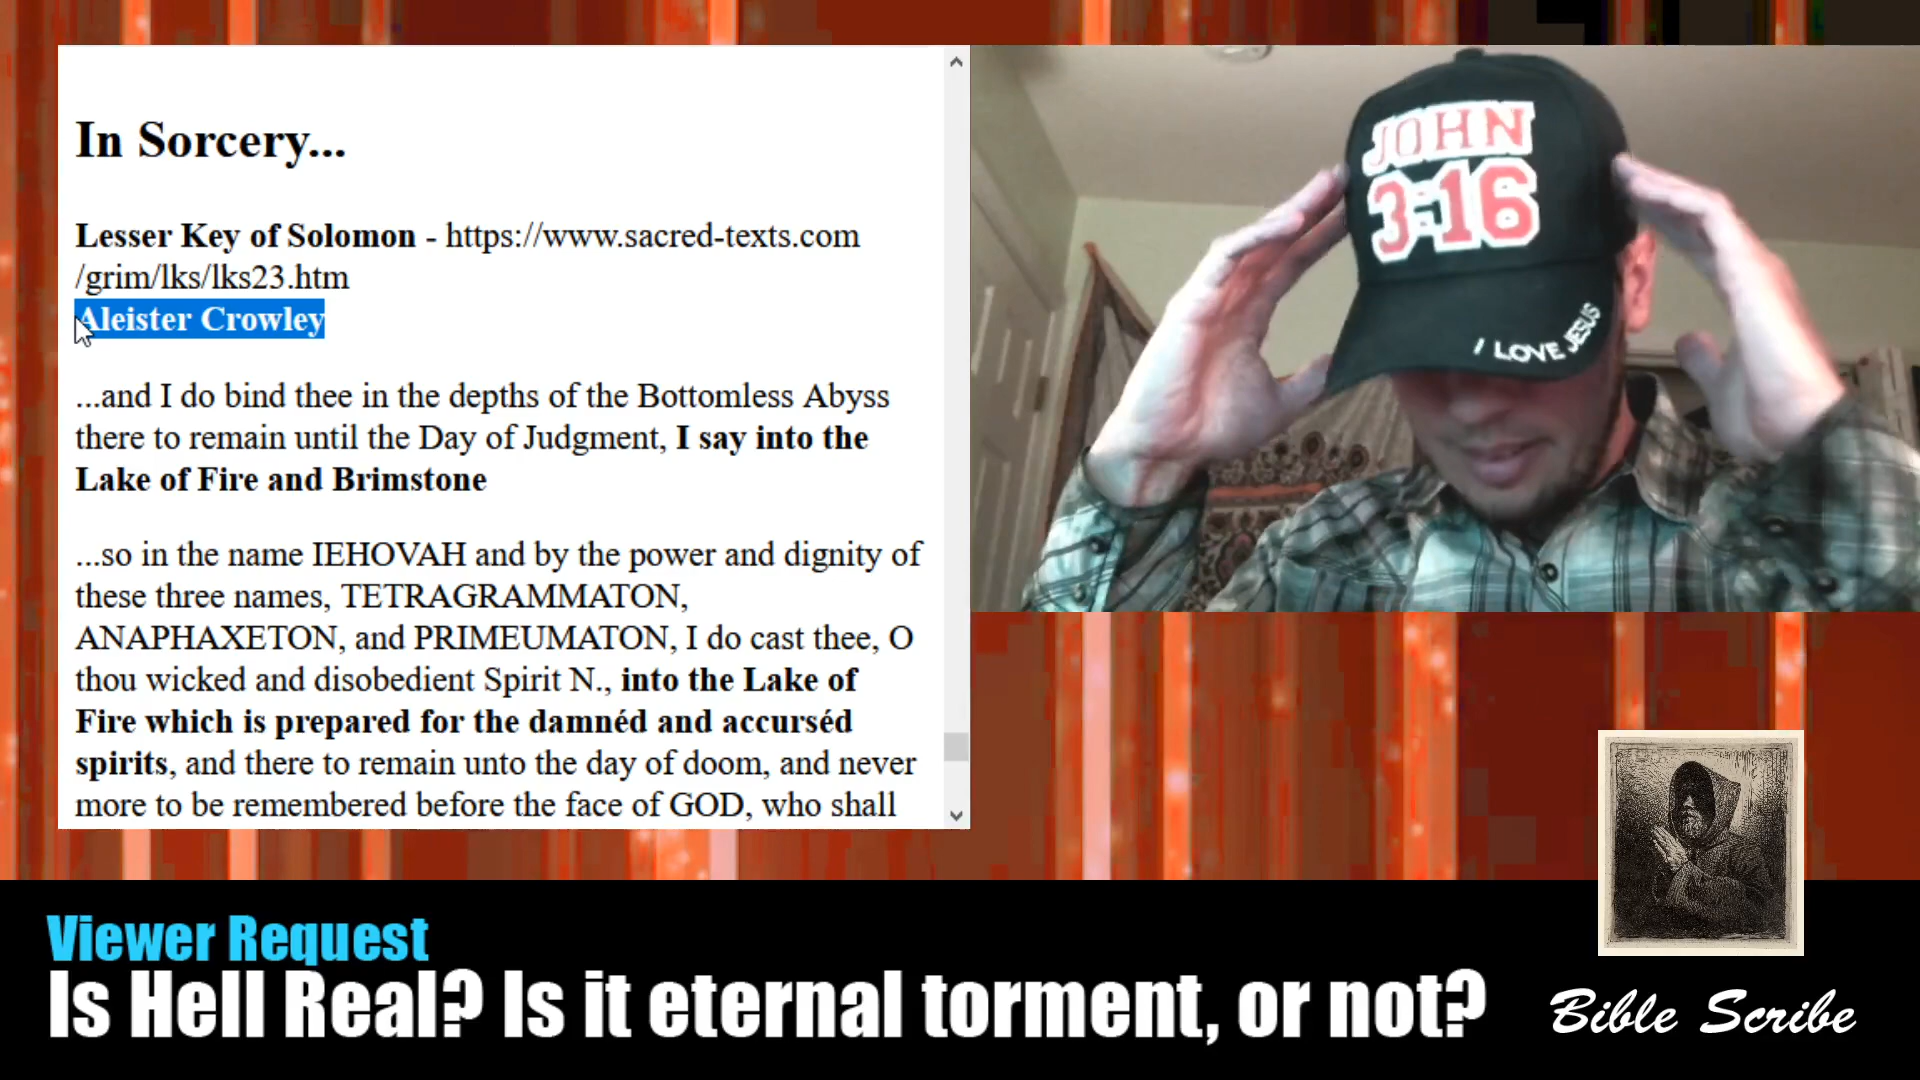 In Sorcery...
Lesser Key of Solomon - https://www.sacred-texts.com
/grim/lks/lks23.htm
Aleister Crowley
...and I do bind thee in the depths of the Bottomless Abyss
there to remain until the Day of Judgment, I say into the
Lake of Fire and Brimstone
...so in the name IEHOVAH and by the power and dignity of
these three names, TETRAGRAMMATON,
ANAPHAXETON, and PRIMEUMATON, I do cast thee, O
thou wicked and disobedient Spirit N., into the Lake of
Fire which is prepared for the damnéd and accurséd
spirits, and there to remain unto the day of doom, and never
more to be remembered before the face of GOD, who shall
JOHN
3:16
I LOVE JESUS
Viewer Request
Is Hell Real? Is it eternal torment, or not?
Bible Scribe